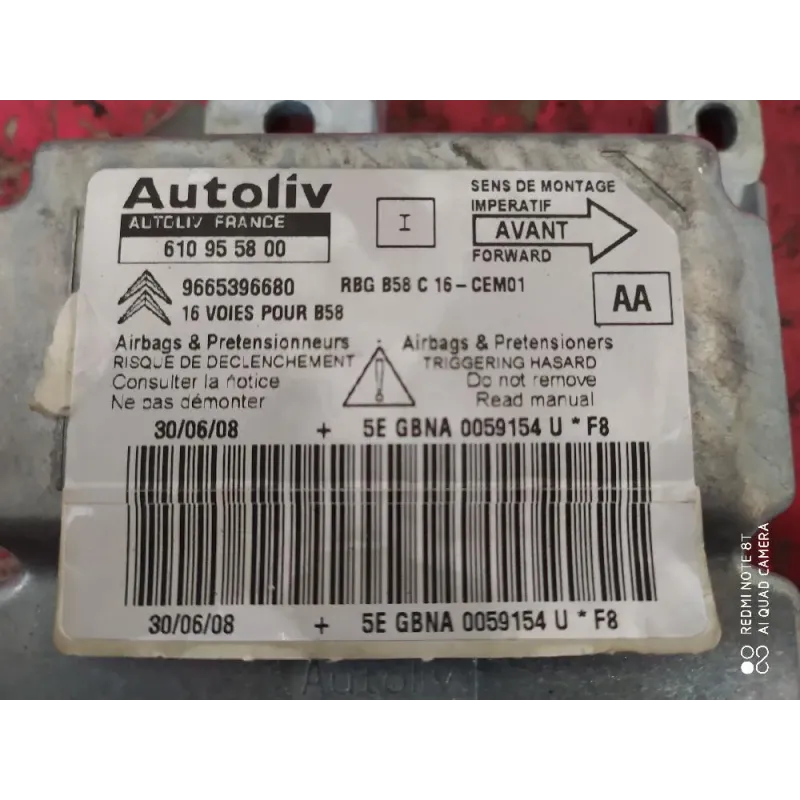 Autoliv
AUTOLIV FRANCE
610 95 58 00
I
SENS DE MONTAGE
IMPERATIF
AVANT
FORWARD
9665396680
RBG B58 C 16-CEM01
16 VOIES POUR B58
AA
Airbags & Pretensionneurs
RISQUE DE DECLENCHEMENT
Consulter la notice
Ne pas démonter
!
Airbags & Pretensioners
TRIGGERING HASARD
Do not remove
Read manual
30/06/08 + 5E GBNA 0059154 U * F8
30/06/08 + 5E GBNA 0059154 U * F8
Autoliv
REDMI NOTE 8T
AI QUAD CAMERA